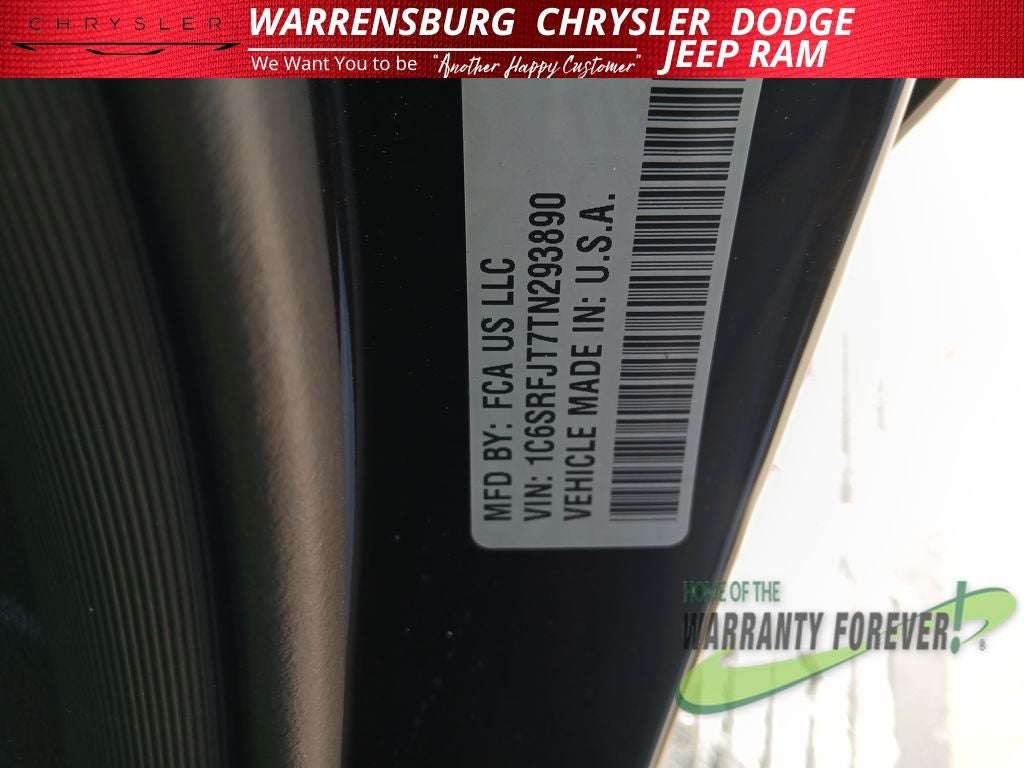 CHRYSLER
WARRENSBURG CHRYSLER DODGE
JEEP RAM
We Want You to be "Another Happy Customer"
MFD BY: FCA US LLC
VIN: 1C6SRFJT7TN293890
VEHICLE MADE IN: U.S.A.
HOME OF THE
WARRANTY FOREVER!®